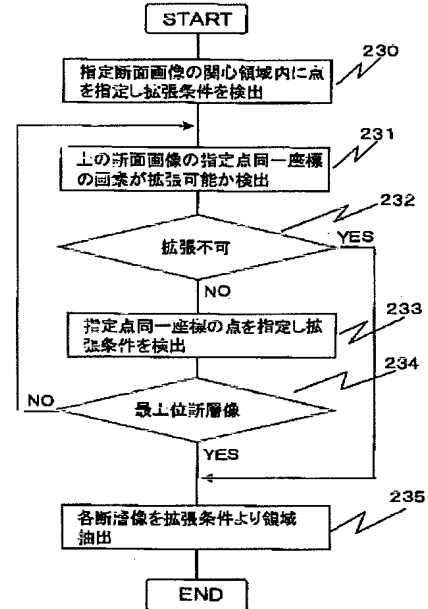 START
230
指定断面画像の関心領域内に点
を指定し拡張条件を検出
231
上の断面画像の指定点同一座標
の画素が拡張可能か検出
232
拡張不可
YES
NO
233
指定点同一座標の点を指定し拡
張条件を検出
234
NO
最上位断層像
YES
235
各断層像を拡張条件より領域
抽出
END